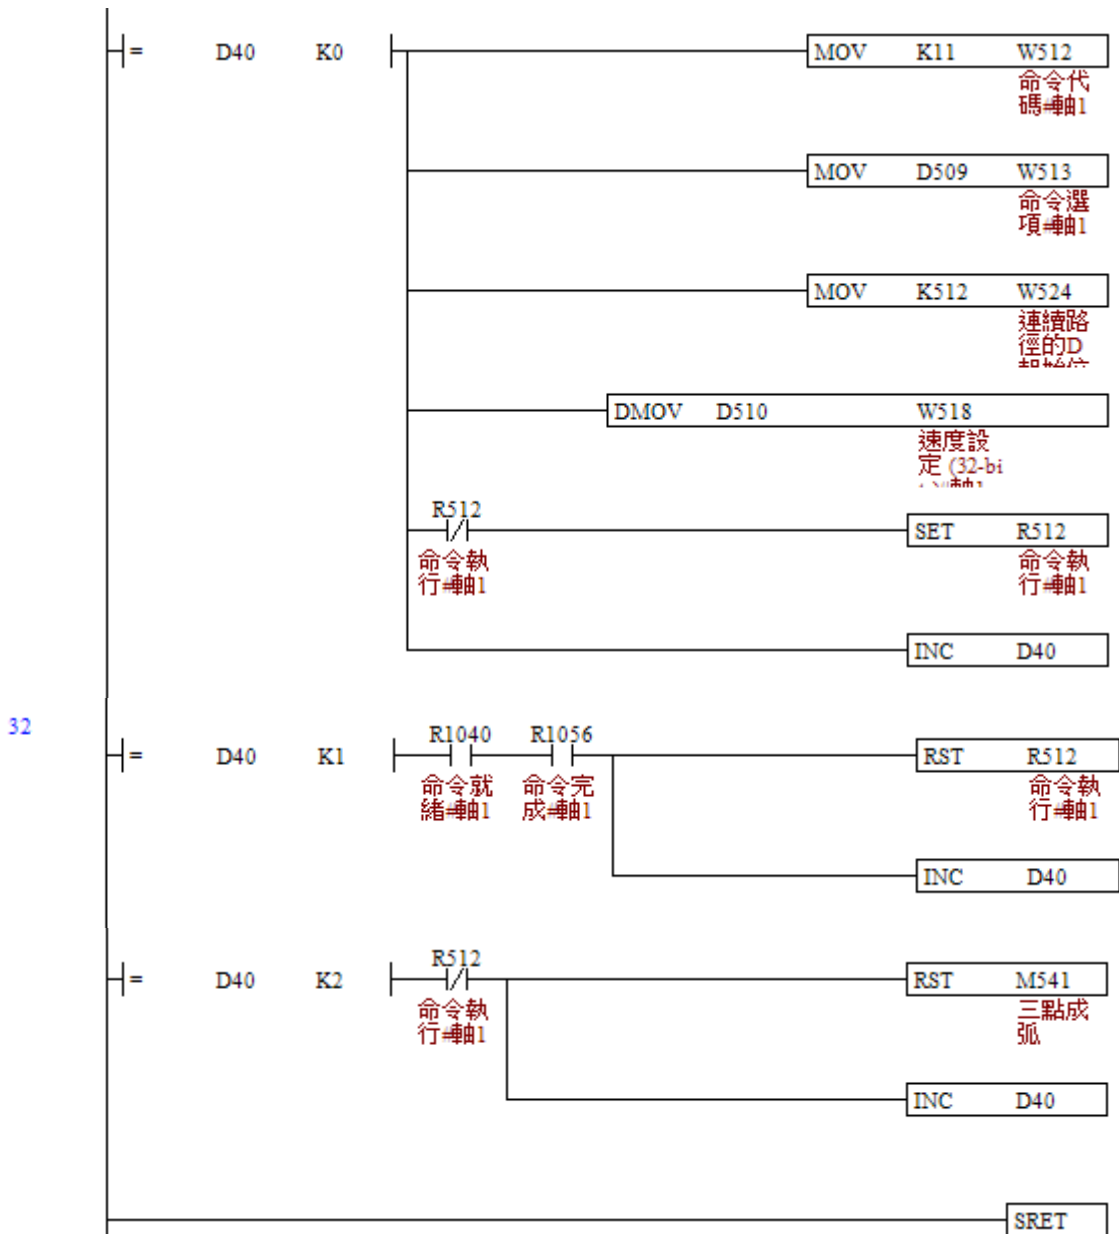 = D40 K0
MOV K11 W512
命令代
碼#軸1
MOV D509 W513
命令選
項#軸1
MOV K512 W524
連續路
徑的D
DMOV D510 W518
速度設
定 (32-bi
R512
SET R512
命令執
行#軸1
命令執
行#軸1
INC D40
32
= D40 K1
R1040 R1056
RST R512
命令就
緒#軸1
命令完
成#軸1
命令執
行#軸1
INC D40
= D40 K2
R512
RST M541
命令執
行#軸1
三點成
弧
INC D40
SRET